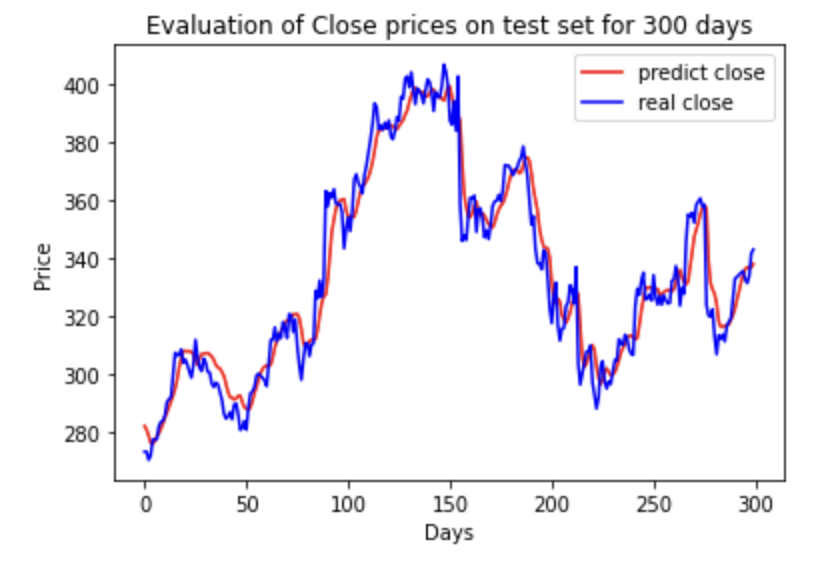 Evaluation of Close prices on test set for 300 days
predict close
real close
400
380
360
340
320
300
280
Price
0 50 100 150 200 250 300
Days